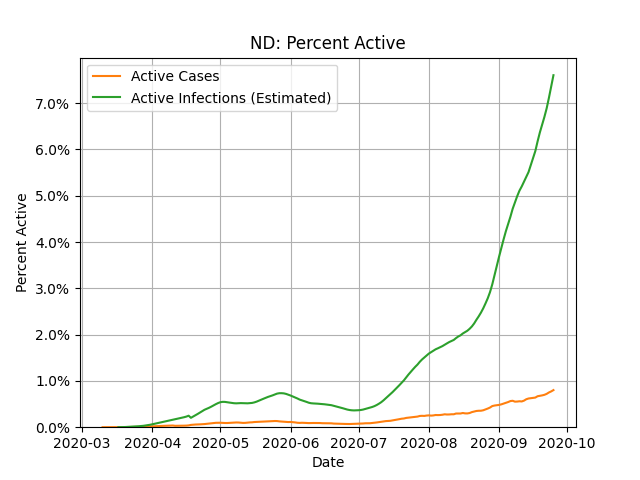 ND: Percent Active
Active Cases
Active Infections (Estimated)
Percent Active
7.0%
6.0%
5.0%
4.0%
3.0%
2.0%
1.0%
0.0%
2020-03 2020-04 2020-05 2020-06 2020-07 2020-08 2020-09 2020-10
Date